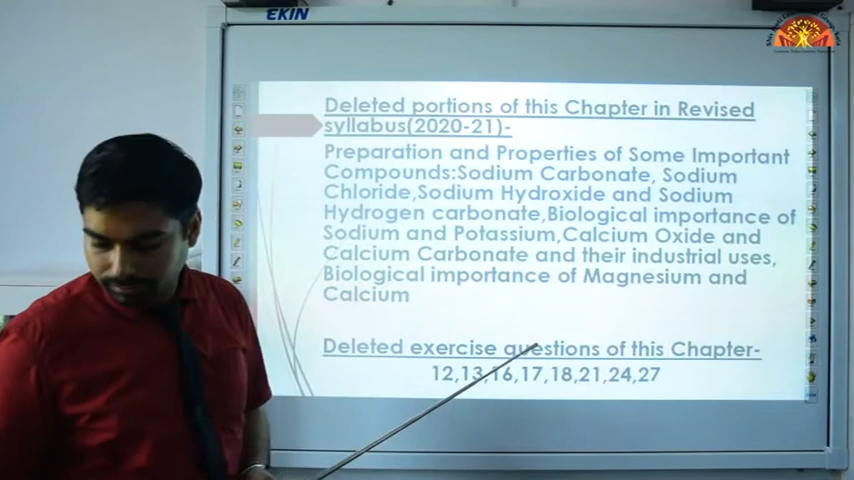 EKIN
Deleted portions of this Chapter in Revised
syllabus(2020-21)-
Preparation and Properties of Some Important
Compounds:Sodium Carbonate, Sodium
Chloride,Sodium Hydroxide and Sodium
Hydrogen carbonate,Biological importance of
Sodium and Potassium,Calcium Oxide and
Calcium Carbonate and their industrial uses,
Biological importance of Magnesium and
Calcium
Deleted exercise questions of this Chapter-
12,13,16,17,18,21,24,27